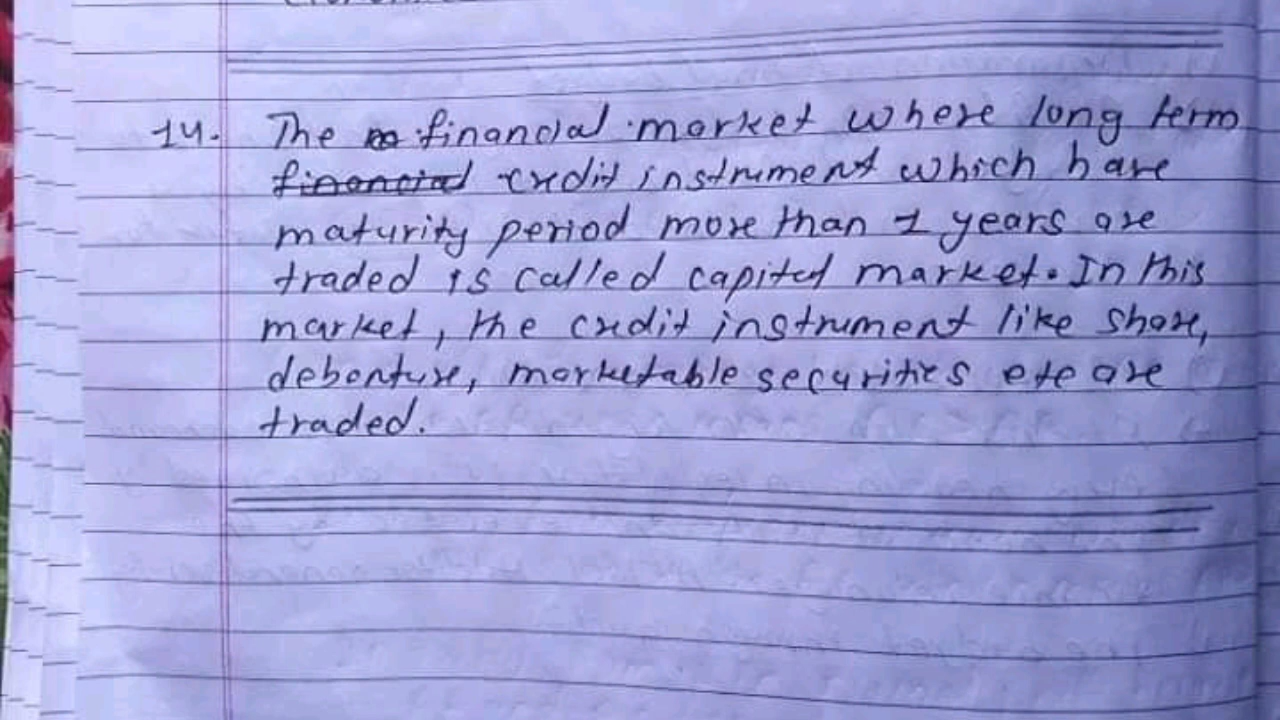 14. The financial market where long term
credit instrument which have
maturity period more than 1 years are
traded is called capital market. In this
market, the credit instrument like share,
debenture, marketable securities etc are
traded.